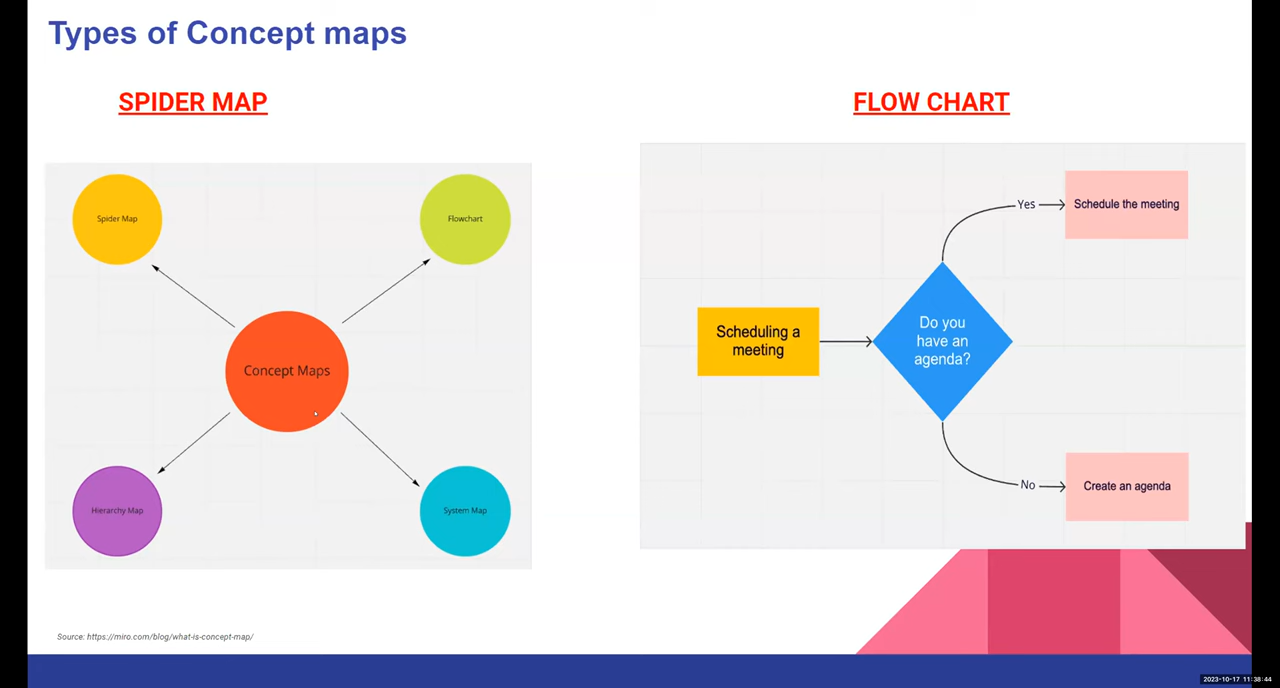 Types of Concept maps
SPIDER MAP
FLOW CHART
Spider Map
Flowchart
Concept Maps
Hierarchy Map
System Map
Yes
Schedule the meeting
Scheduling a
meeting
Do you
have an
agenda?
No
Create an agenda
Source: https://miro.com/blog/what-is-concept-map/
2023-10-17 11:38:44